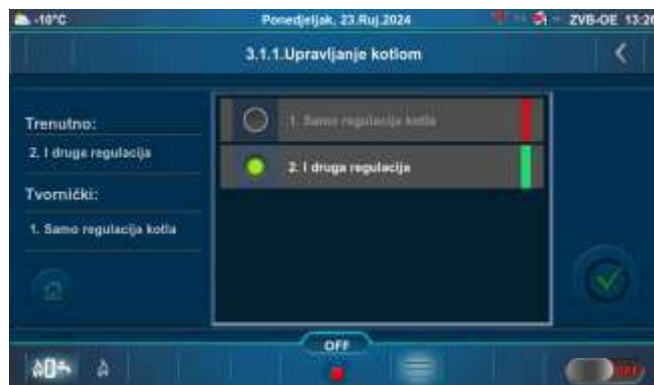 -10°C
Ponedjeljak, 23.Ruj.2024
ZVB-OE 13:26
3.1.1.Upravljanje kotlom
Trenutno:
2. I druga regulacija
Tvornički:
1. Samo regulacija kotla
1. Samo regulacija kotla
2. I druga regulacija
OFF
OFF